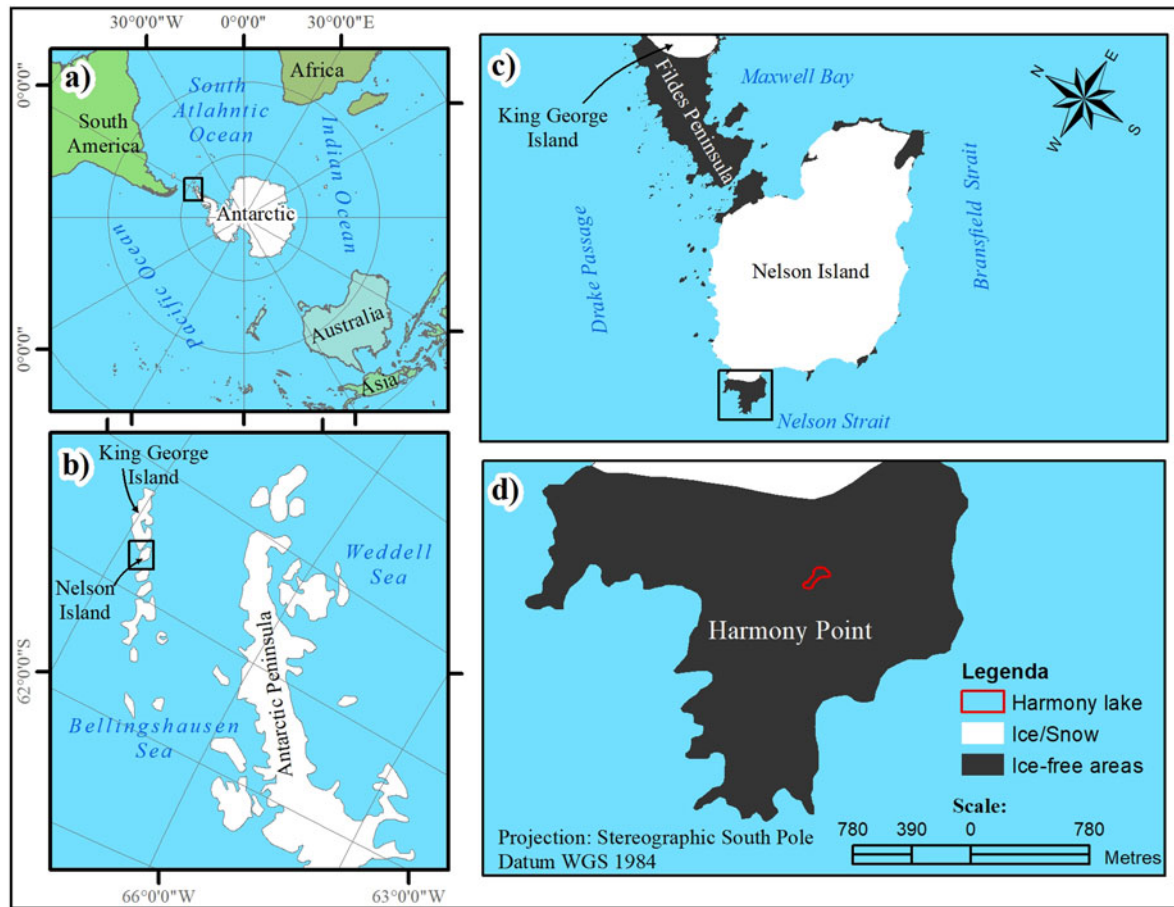 30°0'0"W 0°0'0" 30°0'0"E
a)
0°0'0"
0°0'0"
South
America
Africa
South
Atlahntic
Ocean
Indian Ocean
Antarctic
Pacific Ocean
Australia
Asia
b)
King George
Island
Nelson
Island
Weddell
Sea
Antarctic Peninsula
Bellingshausen
Sea
62°0'0"S
66°0'0"W 63°0'0"W
c)
King George
Island
Fildes Peninsula
Maxwell Bay
N E
W S
Drake Passage
Nelson Island
Bransfield Strait
Nelson Strait
d)
Harmony Point
Legenda
Harmony lake
Ice/Snow
Ice-free areas
Scale:
780 390 0 780
Metres
Projection: Stereographic South Pole
Datum WGS 1984